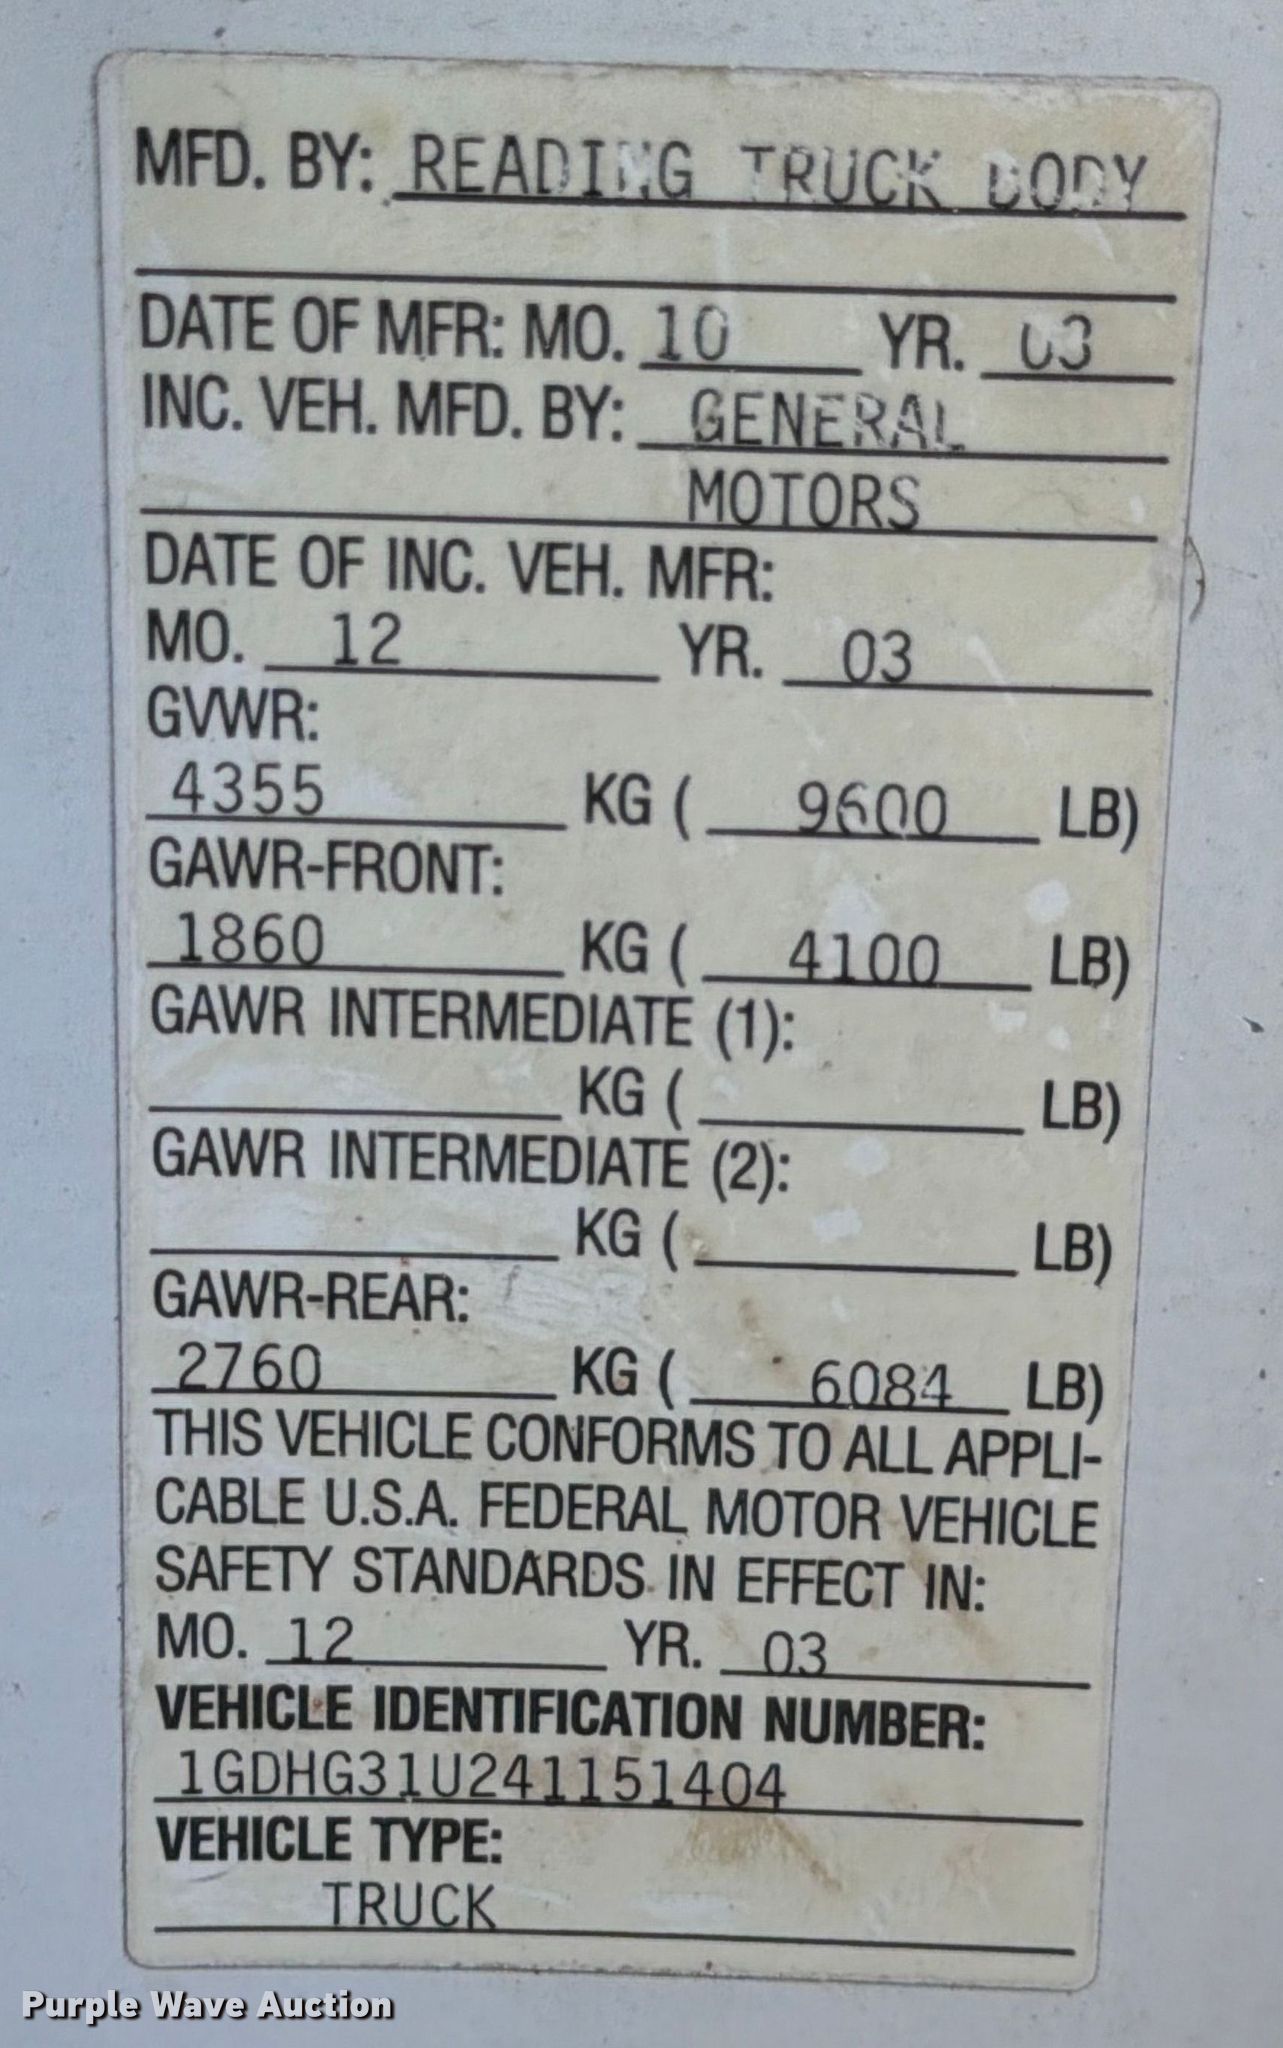 MFD. BY: READING TRUCK BODY
DATE OF MFR: MO. 10 YR. 03
INC. VEH. MFD. BY: GENERAL
MOTORS
DATE OF INC. VEH. MFR:
MO. 12 YR. 03
GVWR:
4355 KG ( 9600 LB)
GAWR-FRONT:
1860 KG ( 4100 LB)
GAWR INTERMEDIATE (1):
KG ( LB)
GAWR INTERMEDIATE (2):
KG ( LB)
GAWR-REAR:
2760 KG ( 6084 LB)
THIS VEHICLE CONFORMS TO ALL APPLI-
CABLE U.S.A. FEDERAL MOTOR VEHICLE
SAFETY STANDARDS IN EFFECT IN:
MO. 12 YR. 03
VEHICLE IDENTIFICATION NUMBER:
1GDHG31U241151404
VEHICLE TYPE:
TRUCK
Purple Wave Auction